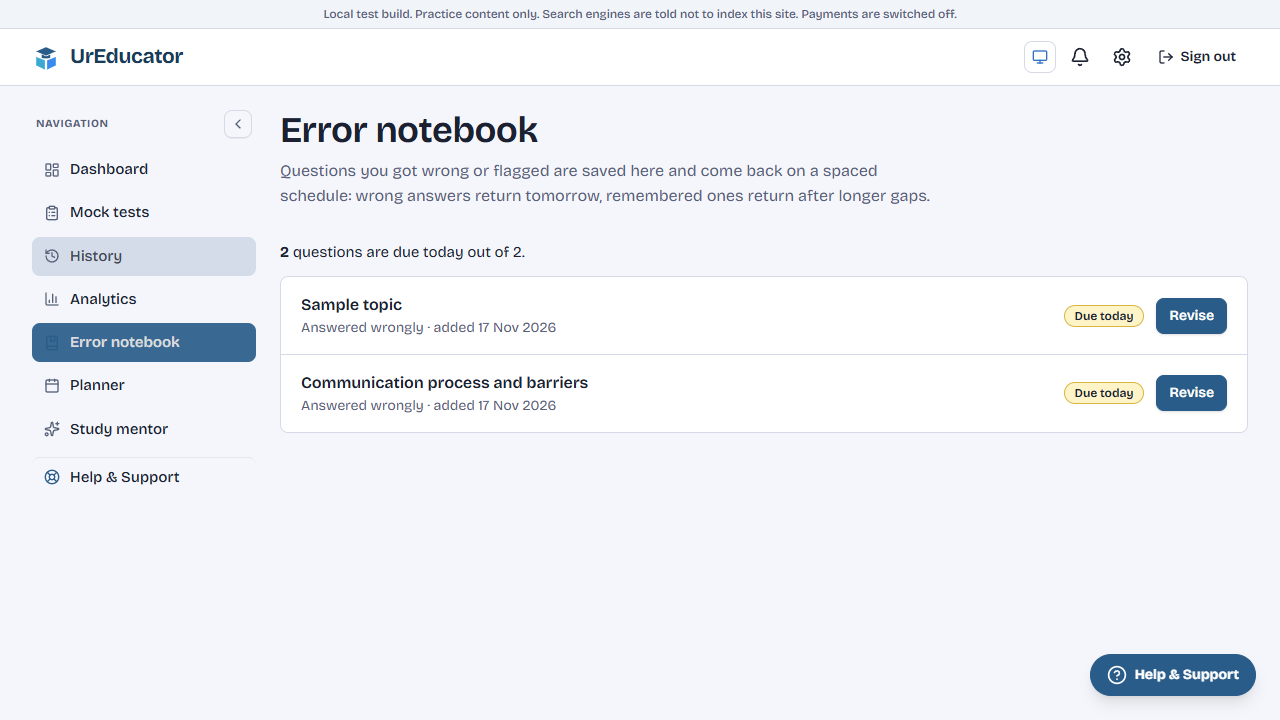 Local test build. Practice content only. Search engines are told not to index this site. Payments are switched off.
UrEducator
Sign out
NAVIGATION
Dashboard
Mock tests
History
Analytics
Error notebook
Planner
Study mentor
Help & Support
Error notebook
Questions you got wrong or flagged are saved here and come back on a spaced
schedule: wrong answers return tomorrow, remembered ones return after longer gaps.
2 questions are due today out of 2.
Sample topic
Answered wrongly · added 17 Nov 2026
Due today
Revise
Communication process and barriers
Answered wrongly · added 17 Nov 2026
Due today
Revise
Help & Support